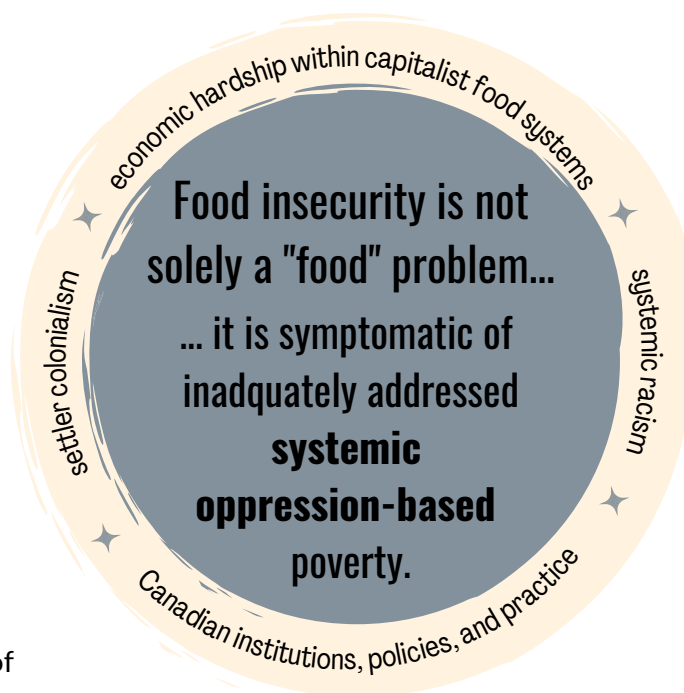 economic hardship within capitalist food systems
systemic racism
Canadian institutions, policies, and practice
settler colonialism
Food insecurity is not
solely a "food" problem...
... it is symptomatic of
inadquately addressed
systemic
oppression-based
poverty.
of